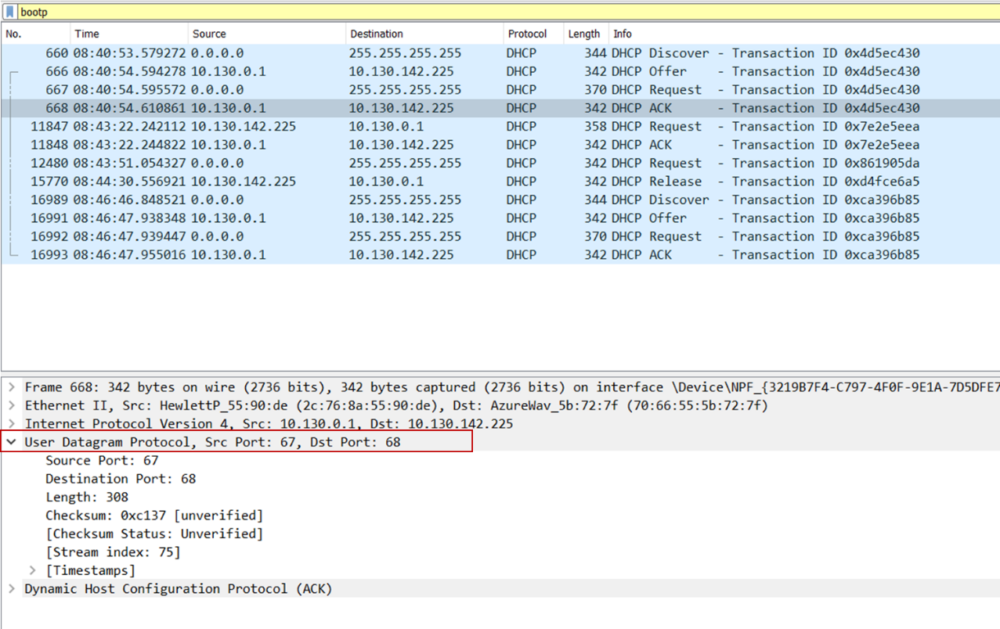 bootp
No. Time Source Destination Protocol Length Info
660 08:40:53.579272 0.0.0.0 255.255.255.255 DHCP 344 DHCP Discover - Transaction ID 0x4d5ec430
666 08:40:54.594278 10.130.0.1 10.130.142.225 DHCP 342 DHCP Offer - Transaction ID 0x4d5ec430
667 08:40:54.595572 0.0.0.0 255.255.255.255 DHCP 370 DHCP Request - Transaction ID 0x4d5ec430
668 08:40:54.610861 10.130.0.1 10.130.142.225 DHCP 342 DHCP ACK - Transaction ID 0x4d5ec430
11847 08:43:22.242112 10.130.142.225 10.130.0.1 DHCP 358 DHCP Request - Transaction ID 0x7e2e5eea
11848 08:43:22.244822 10.130.0.1 10.130.142.225 DHCP 342 DHCP ACK - Transaction ID 0x7e2e5eea
12480 08:43:51.054327 0.0.0.0 255.255.255.255 DHCP 342 DHCP Request - Transaction ID 0x861905da
15770 08:44:30.556921 10.130.142.225 10.130.0.1 DHCP 342 DHCP Release - Transaction ID 0xd4fce6a5
16989 08:46:46.848521 0.0.0.0 255.255.255.255 DHCP 344 DHCP Discover - Transaction ID 0xca396b85
16991 08:46:47.938348 10.130.0.1 10.130.142.225 DHCP 342 DHCP Offer - Transaction ID 0xca396b85
16992 08:46:47.939447 0.0.0.0 255.255.255.255 DHCP 370 DHCP Request - Transaction ID 0xca396b85
16993 08:46:47.955016 10.130.0.1 10.130.142.225 DHCP 342 DHCP ACK - Transaction ID 0xca396b85
Frame 668: 342 bytes on wire (2736 bits), 342 bytes captured (2736 bits) on interface \Device\NPF_{3219B7F4-C797-4F0F-9E1A-7D5DFE7
Ethernet II, Src: HewlettP_55:90:de (2c:76:8a:55:90:de), Dst: AzureWav_5b:72:7f (70:66:55:5b:72:7f)
Internet Protocol Version 4, Src: 10.130.0.1, Dst: 10.130.142.225
User Datagram Protocol, Src Port: 67, Dst Port: 68
Source Port: 67
Destination Port: 68
Length: 308
Checksum: 0xc137 [unverified]
[Checksum Status: Unverified]
[Stream index: 75]
[Timestamps]
Dynamic Host Configuration Protocol (ACK)